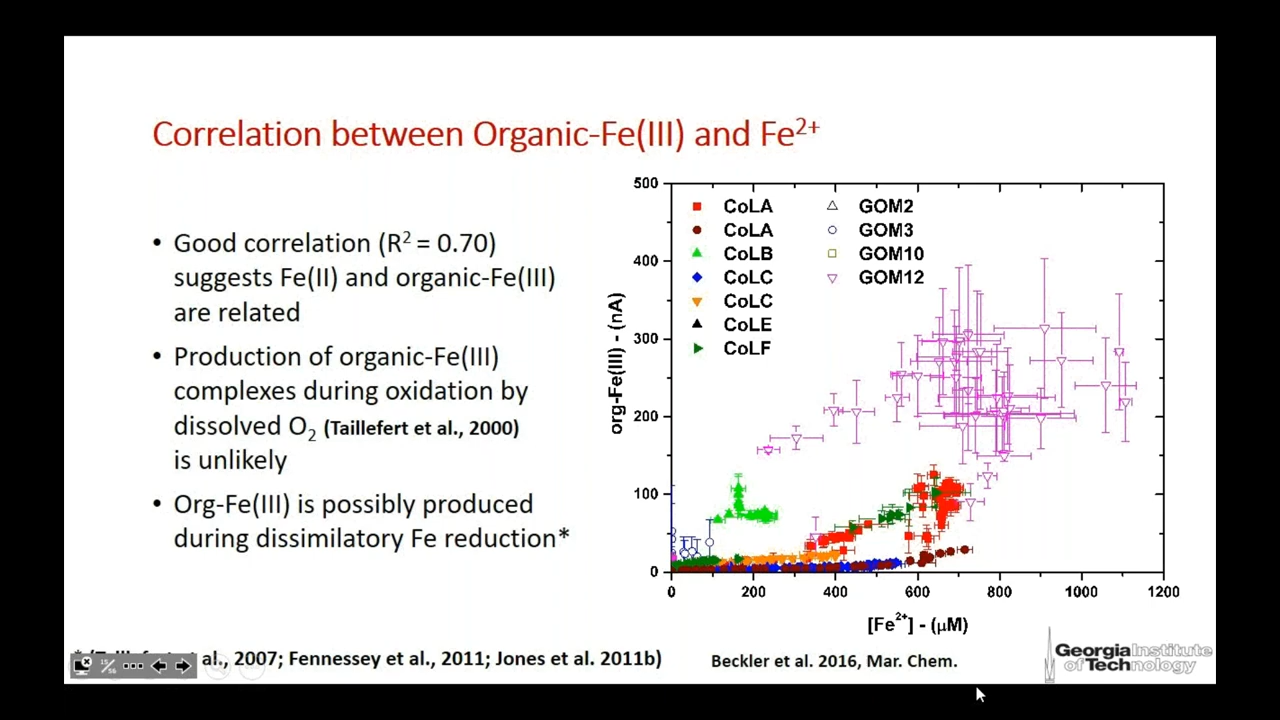 Correlation between Organic-Fe(III) and Fe2+
• Good correlation (R2 = 0.70)
suggests Fe(II) and organic-Fe(III)
are related
• Production of organic-Fe(III)
complexes during oxidation by
dissolved O2 (Taillefert et al., 2000)
is unlikely
• Org-Fe(III) is possibly produced
during dissimilatory Fe reduction*
500
400
300
200
100
0
org-Fe(III) - (nA)
CoLA
CoLA
CoLB
CoLC
CoLC
CoLE
CoLF
GOM2
GOM3
GOM10
GOM12
0 200 400 600 800 1000 1200
[Fe2+] - (µM)
al., 2007; Fennessey et al., 2011; Jones et al. 2011b)
15/56
Beckler et al. 2016, Mar. Chem.
Georgia Institute
of Technology